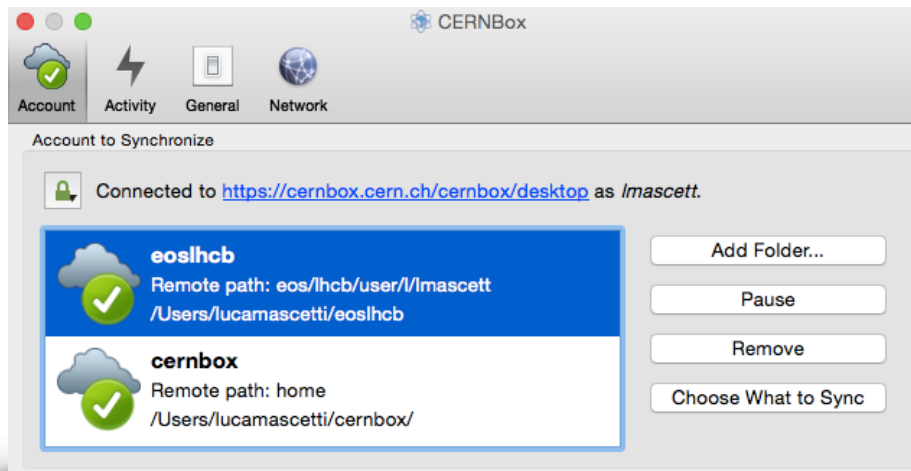 CERNBox
Account Activity General Network
Account to Synchronize
Connected to https://cernbox.cern.ch/cernbox/desktop as lmascett.
eoslhcb
Remote path: eos/lhcb/user/l/lmascett
/Users/lucamascetti/eoslhcb
cernbox
Remote path: home
/Users/lucamascetti/cernbox/
Add Folder...
Pause
Remove
Choose What to Sync